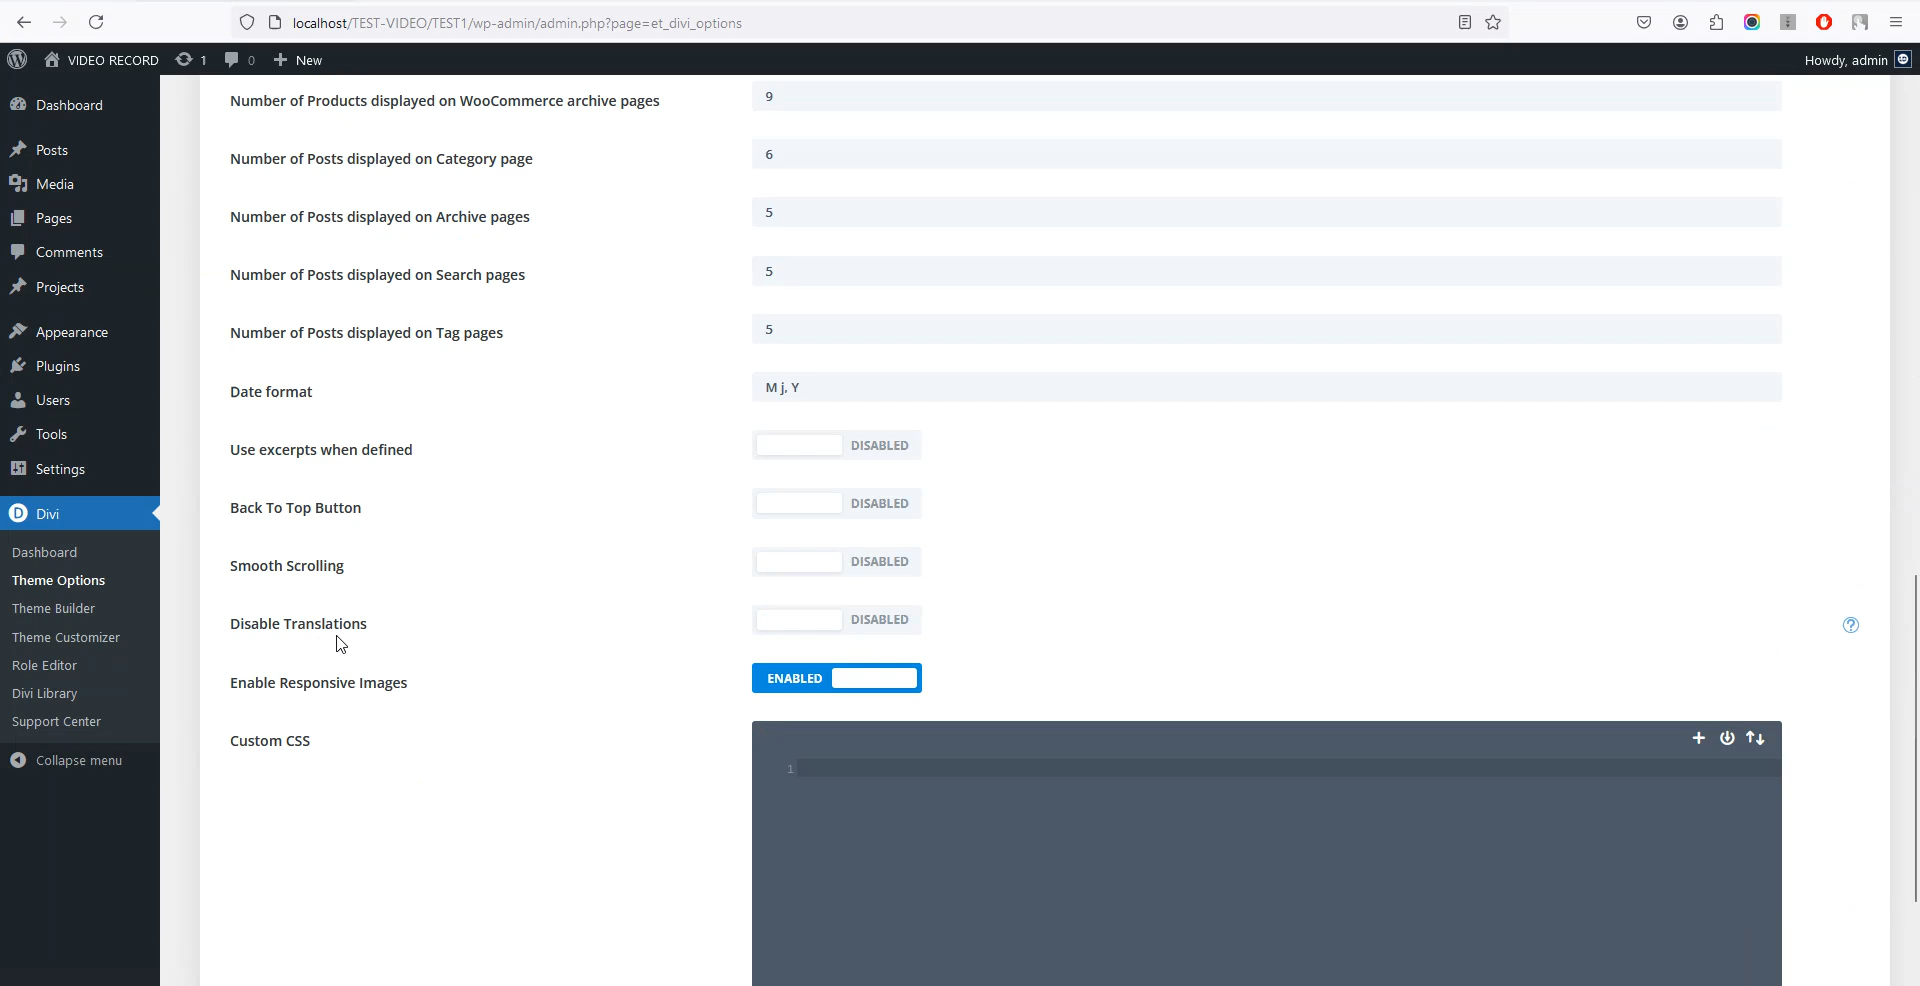 localhost/TEST-VIDEO/TEST1/wp-admin/admin.php?page=et_divi_options
VIDEO RECORD
1
0
New
Howdy, admin
Dashboard
Posts
Media
Pages
Comments
Projects
Appearance
Plugins
Users
Tools
Settings
Divi
Dashboard
Theme Options
Theme Builder
Theme Customizer
Role Editor
Divi Library
Support Center
Collapse menu
Number of Products displayed on WooCommerce archive pages
9
Number of Posts displayed on Category page
6
Number of Posts displayed on Archive pages
5
Number of Posts displayed on Search pages
5
Number of Posts displayed on Tag pages
5
Date format
M j, Y
Use excerpts when defined
DISABLED
Back To Top Button
DISABLED
Smooth Scrolling
DISABLED
Disable Translations
DISABLED
?
Enable Responsive Images
ENABLED
Custom CSS
1